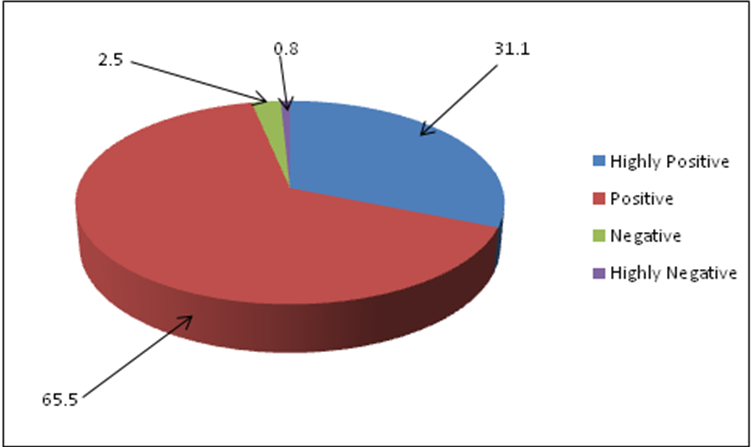 0.8
31.1
2.5
Highly Positive
Positive
Negative
Highly Negative
65.5